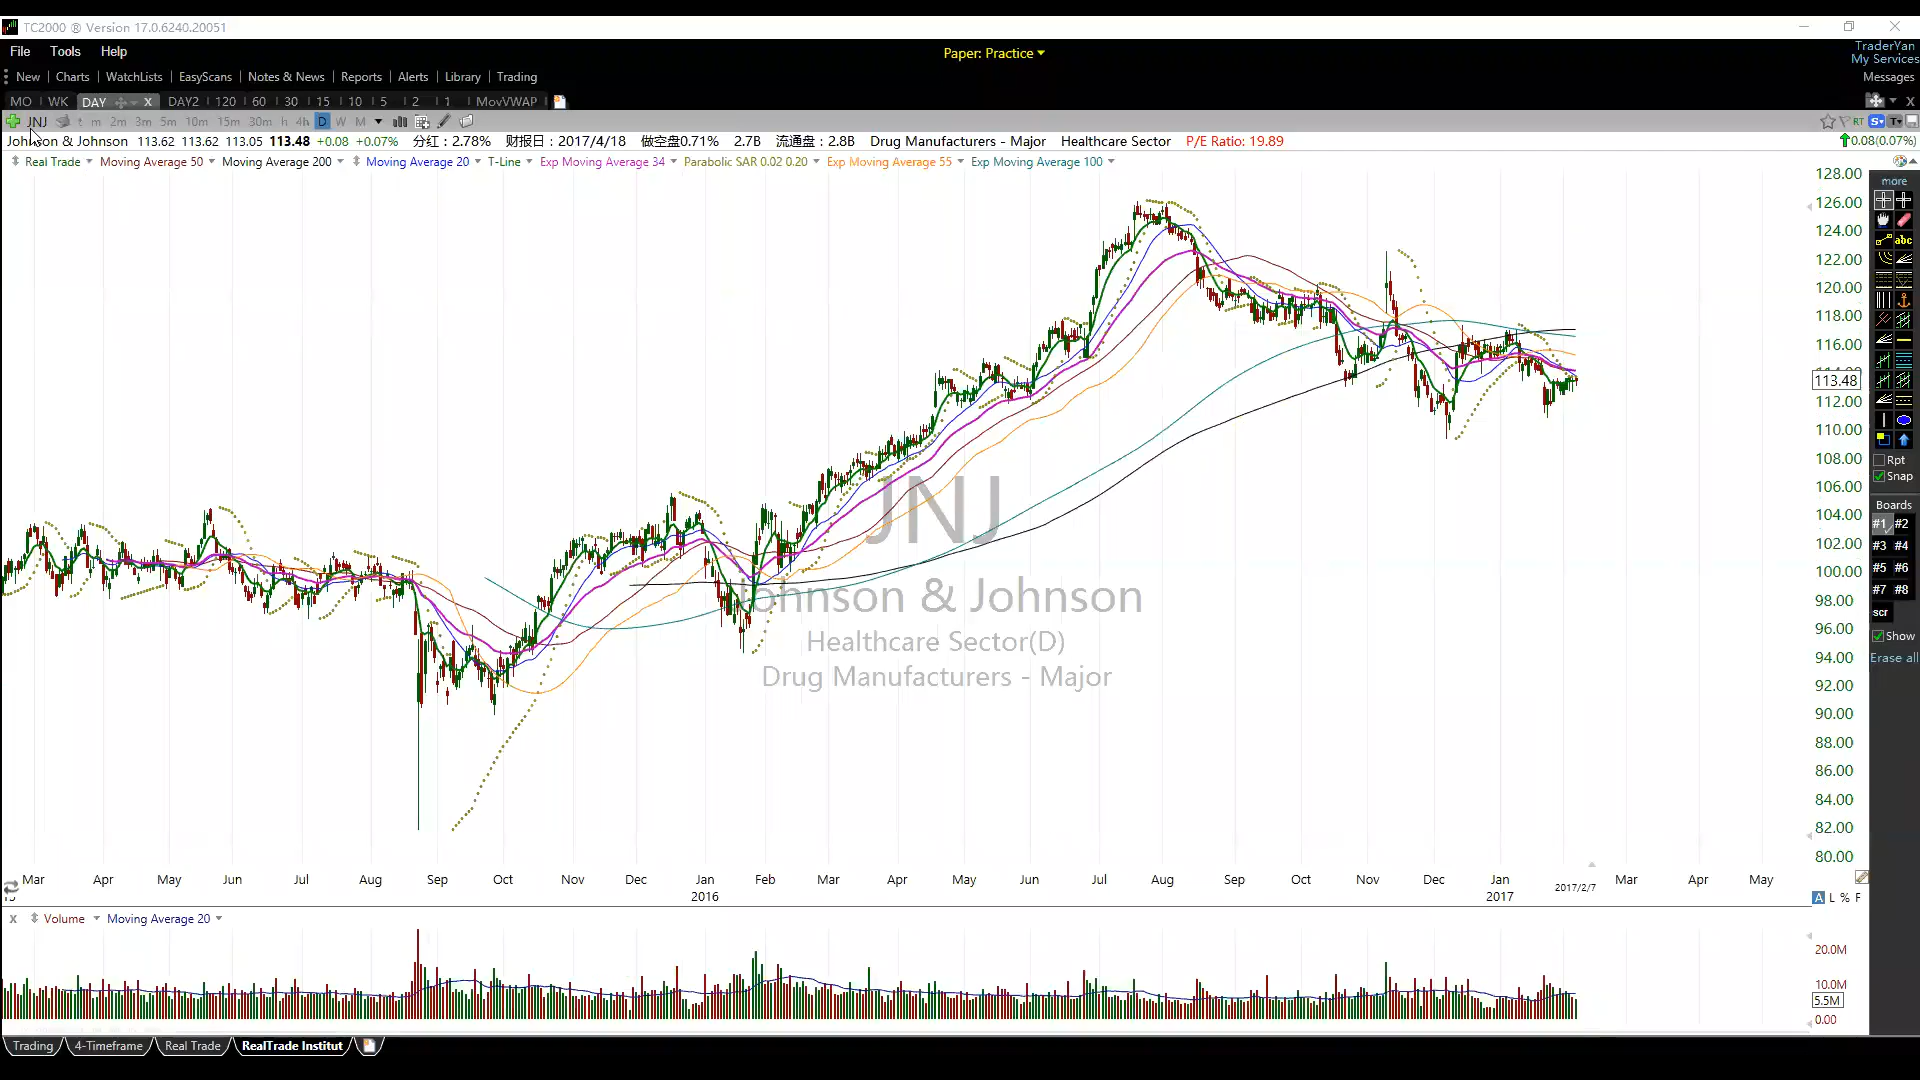 TC2000 ® Version 17.0.6240.20051
File Tools Help
Paper: Practice
TraderYan
My Services
New Charts WatchLists EasyScans Notes & News Reports Alerts Library Trading
Messages
MO WK DAY X DAY2 120 60 30 15 10 5 2 1 MovVWAP
X
JNJ t m 2m 3m 5m 10m 15m 30m h 4h D W M
RT S T
Johnson & Johnson 113.62 113.62 113.05 113.48 +0.08 +0.07% 分红：2.78% 财报日：2017/4/18 做空盘0.71% 2.7B 流通盘：2.8B Drug Manufacturers - Major Healthcare Sector P/E Ratio: 19.89
0.08(0.07%)
Real Trade Moving Average 50 Moving Average 200 Moving Average 20 T-Line Exp Moving Average 34 Parabolic SAR 0.02 0.20 Exp Moving Average 55 Exp Moving Average 100
128.00
126.00
124.00
122.00
120.00
118.00
116.00
113.48
112.00
110.00
108.00
106.00
104.00
102.00
100.00
98.00
96.00
94.00
92.00
90.00
88.00
86.00
84.00
82.00
80.00
more
abc
Rpt
Snap
Boards
#1 #2
#3 #4
#5 #6
#7 #8
scr
Show
Erase all
JNJ
Johnson & Johnson
Healthcare Sector(D)
Drug Manufacturers - Major
Mar Apr May Jun Jul Aug Sep Oct Nov Dec Jan Feb Mar Apr May Jun Jul Aug Sep Oct Nov Dec Jan 2017/2/7 Mar Apr May
2016 2017
A L % F
X Volume Moving Average 20
20.0M
10.0M
5.5M
0.00
Trading 4-Timeframe Real Trade RealTrade Institut